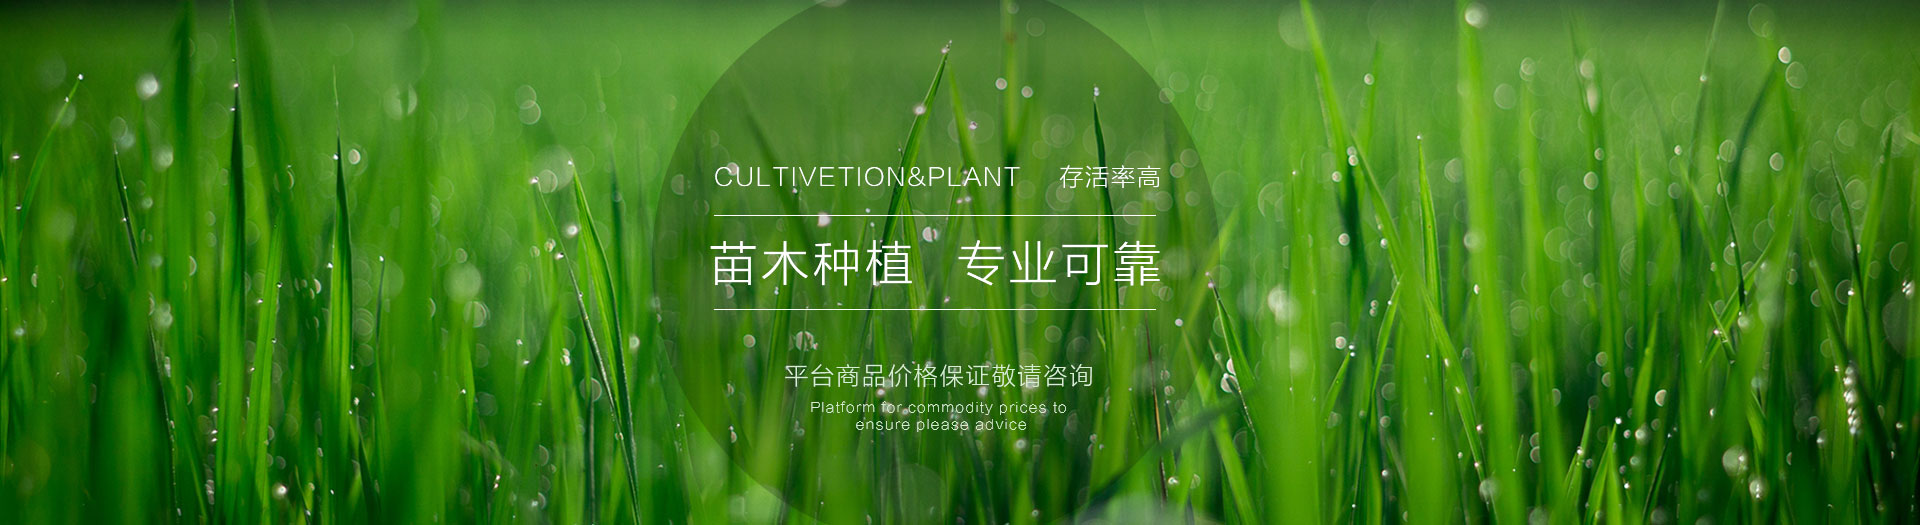 CULTIVETION&PLANT 存活率高
苗木种植 专业可靠
平台商品价格保证敬请咨询
Platform for commodity prices to
ensure please advice